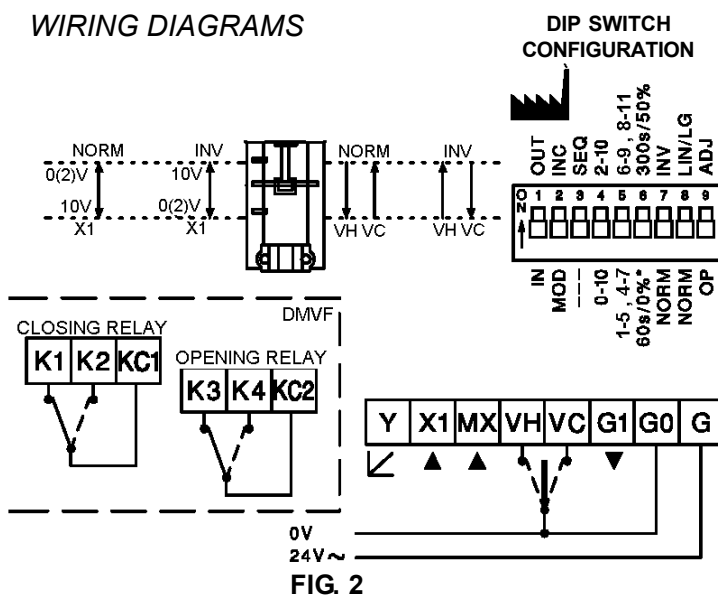 WIRING DIAGRAMS
DIP SWITCH
CONFIGURATION
OUT
INC
SEQ
2-10
6-9 , 8-11
300s/50%
INV
LIN/LG
ADJ
ON
1 2 3 4 5 6 7 8 9
IN
MOD
---
0-10
1-5 , 4-7
60s/0%*
NORM
NORM
OP
NORM INV NORM INV
0(2)V 10V
10V 0(2)V
X1 X1 VH VC VH VC
DMVF
CLOSING RELAY
K1 K2 KC1
OPENING RELAY
K3 K4 KC2
Y X1 MX VH VC G1 G0 G
0V
24V~
FIG. 2